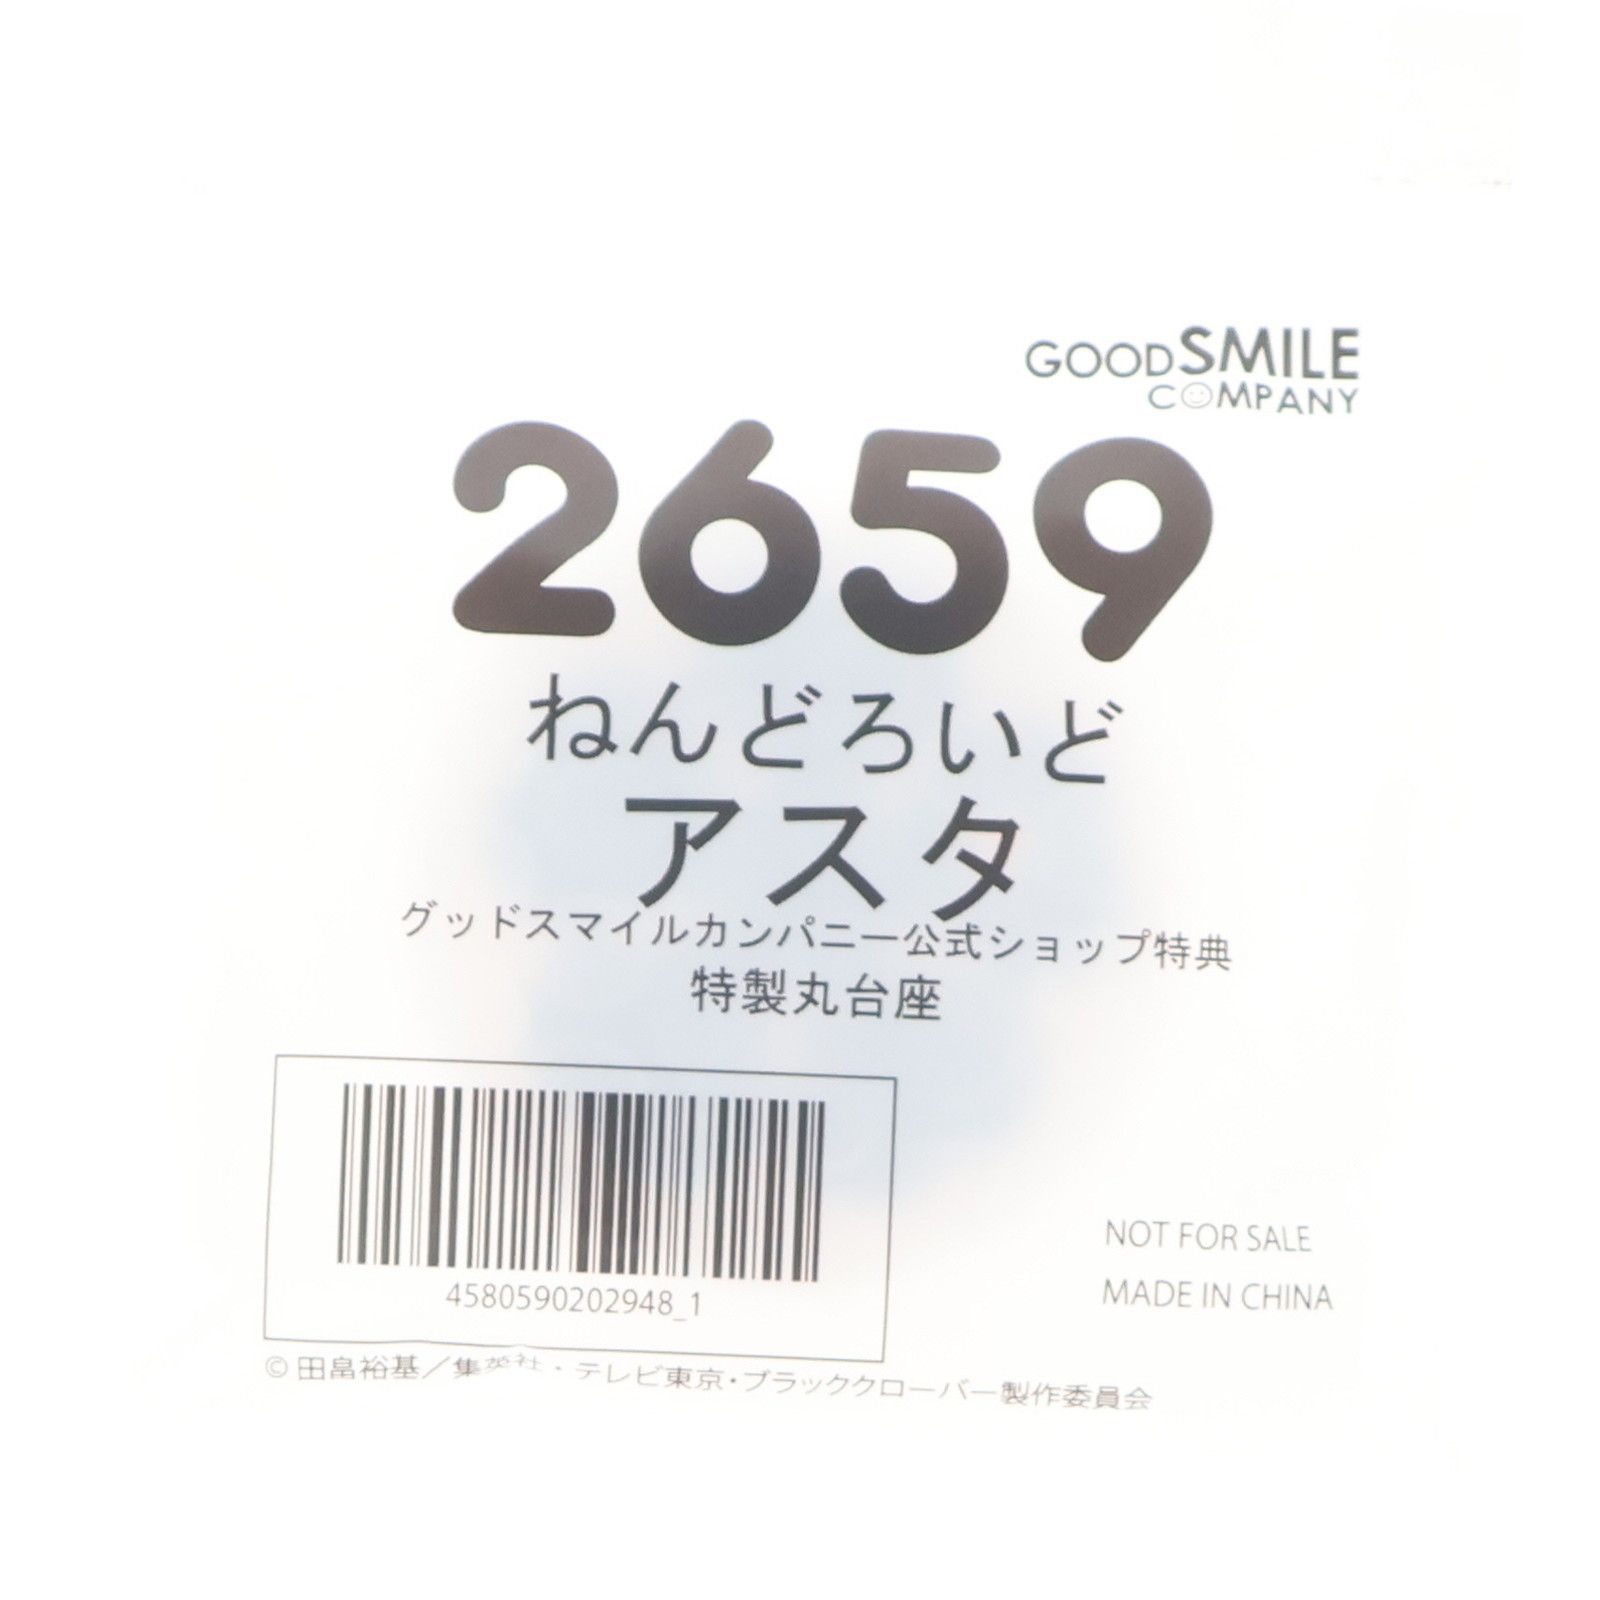 GOODSMILE
COMPANY
2659
ねんどろいど
アスタ
グッドスマイルカンパニー公式ショップ特典
特製丸台座
4580590202948_1
NOT FOR SALE
MADE IN CHINA
© 田畠裕基／集英社・テレビ東京・ブラッククローバー製作委員会